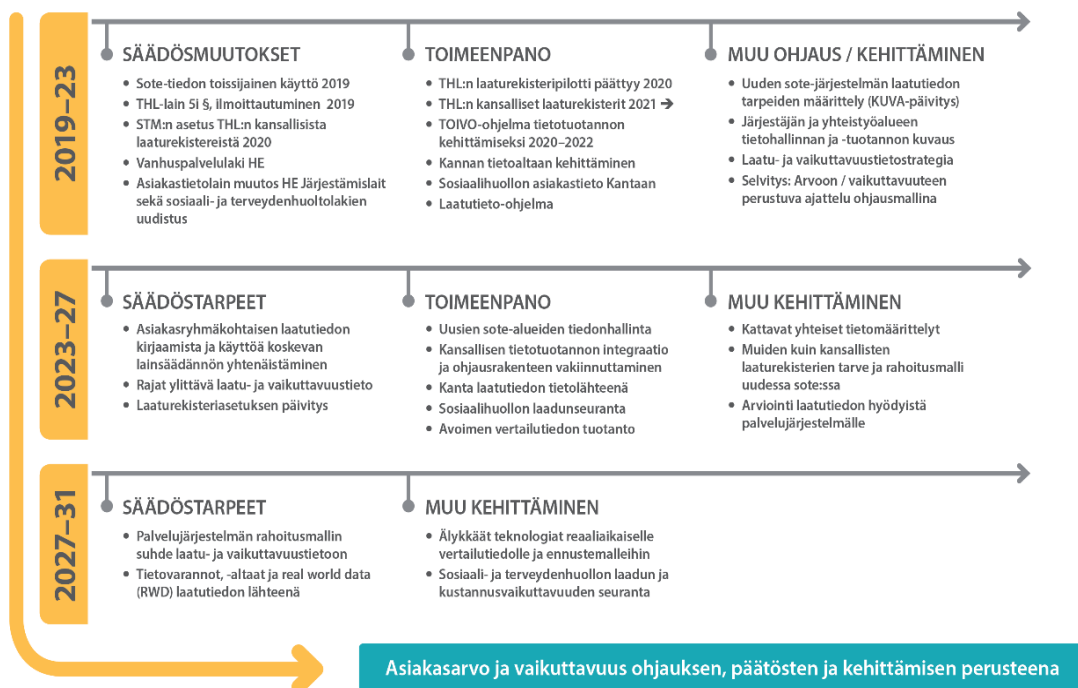 2019–23
SÄÄDÖSMUUTOKSET
• Sote-tiedon toissijainen käyttö 2019
• THL-lain 5i §, ilmoittautuminen 2019
• STM:n asetus THL:n kansallisista
laaturekistereistä 2020
• Vanhuspalvelulaki HE
• Asiakastietolain muutos HE Järjestämislait
sekä sosiaali- ja terveydenhuoltolakien
uudistus
TOIMEENPANO
• THL:n laaturekisteripilotti päättyy 2020
• THL:n kansalliset laaturekisterit 2021 ➔
• TOIVO-ohjelma tietotuotannon
kehittämiseksi 2020–2022
• Kannan tietoaltaan kehittäminen
• Sosiaalihuollon asiakastieto Kantaan
• Laatutieto-ohjelma
MUU OHJAUS / KEHITTÄMINEN
• Uuden sote-järjestelmän laatutiedon
tarpeiden määrittely (KUVA-päivitys)
• Järjestäjän ja yhteistyöalueen
tietohallinnan ja -tuotannon kuvaus
• Laatu- ja vaikuttavuustietostrategia
• Selvitys: Arvoon / vaikuttavuuteen
perustuva ajattelu ohjausmallina
2023–27
SÄÄDÖSTARPEET
• Asiakasryhmäkohtaisen laatutiedon
kirjaamista ja käyttöä koskevan
lainsäädännön yhtenäistäminen
• Rajat ylittävä laatu- ja vaikuttavuustieto
• Laaturekisteriasetuksen päivitys
TOIMEENPANO
• Uusien sote-alueiden tiedonhallinta
• Kansallisen tietotuotannon integraatio
ja ohjausrakenteen vakiinnuttaminen
• Kanta laatutiedon tietolähteenä
• Sosiaalihuollon laadunseuranta
• Avoimen vertailutiedon tuotanto
MUU KEHITTÄMINEN
• Kattavat yhteiset tietomäärittelyt
• Muiden kuin kansallisten
laaturekisterien tarve ja rahoitusmalli
uudessa sote:ssa
• Arviointi laatutiedon hyödyistä
palvelujärjestelmälle
2027–31
SÄÄDÖSTARPEET
• Palvelujärjestelmän rahoitusmallin
suhde laatu- ja vaikuttavuustietoon
• Tietovarannot, -altaat ja real world data
(RWD) laatutiedon lähteenä
MUU KEHITTÄMINEN
• Älykkäät teknologiat reaaliaikaiselle
vertailutiedolle ja ennustemalleihin
• Sosiaali- ja terveydenhuollon laadun ja
kustannusvaikuttavuuden seuranta
Asiakasarvo ja vaikuttavuus ohjauksen, päätösten ja kehittämisen perusteena